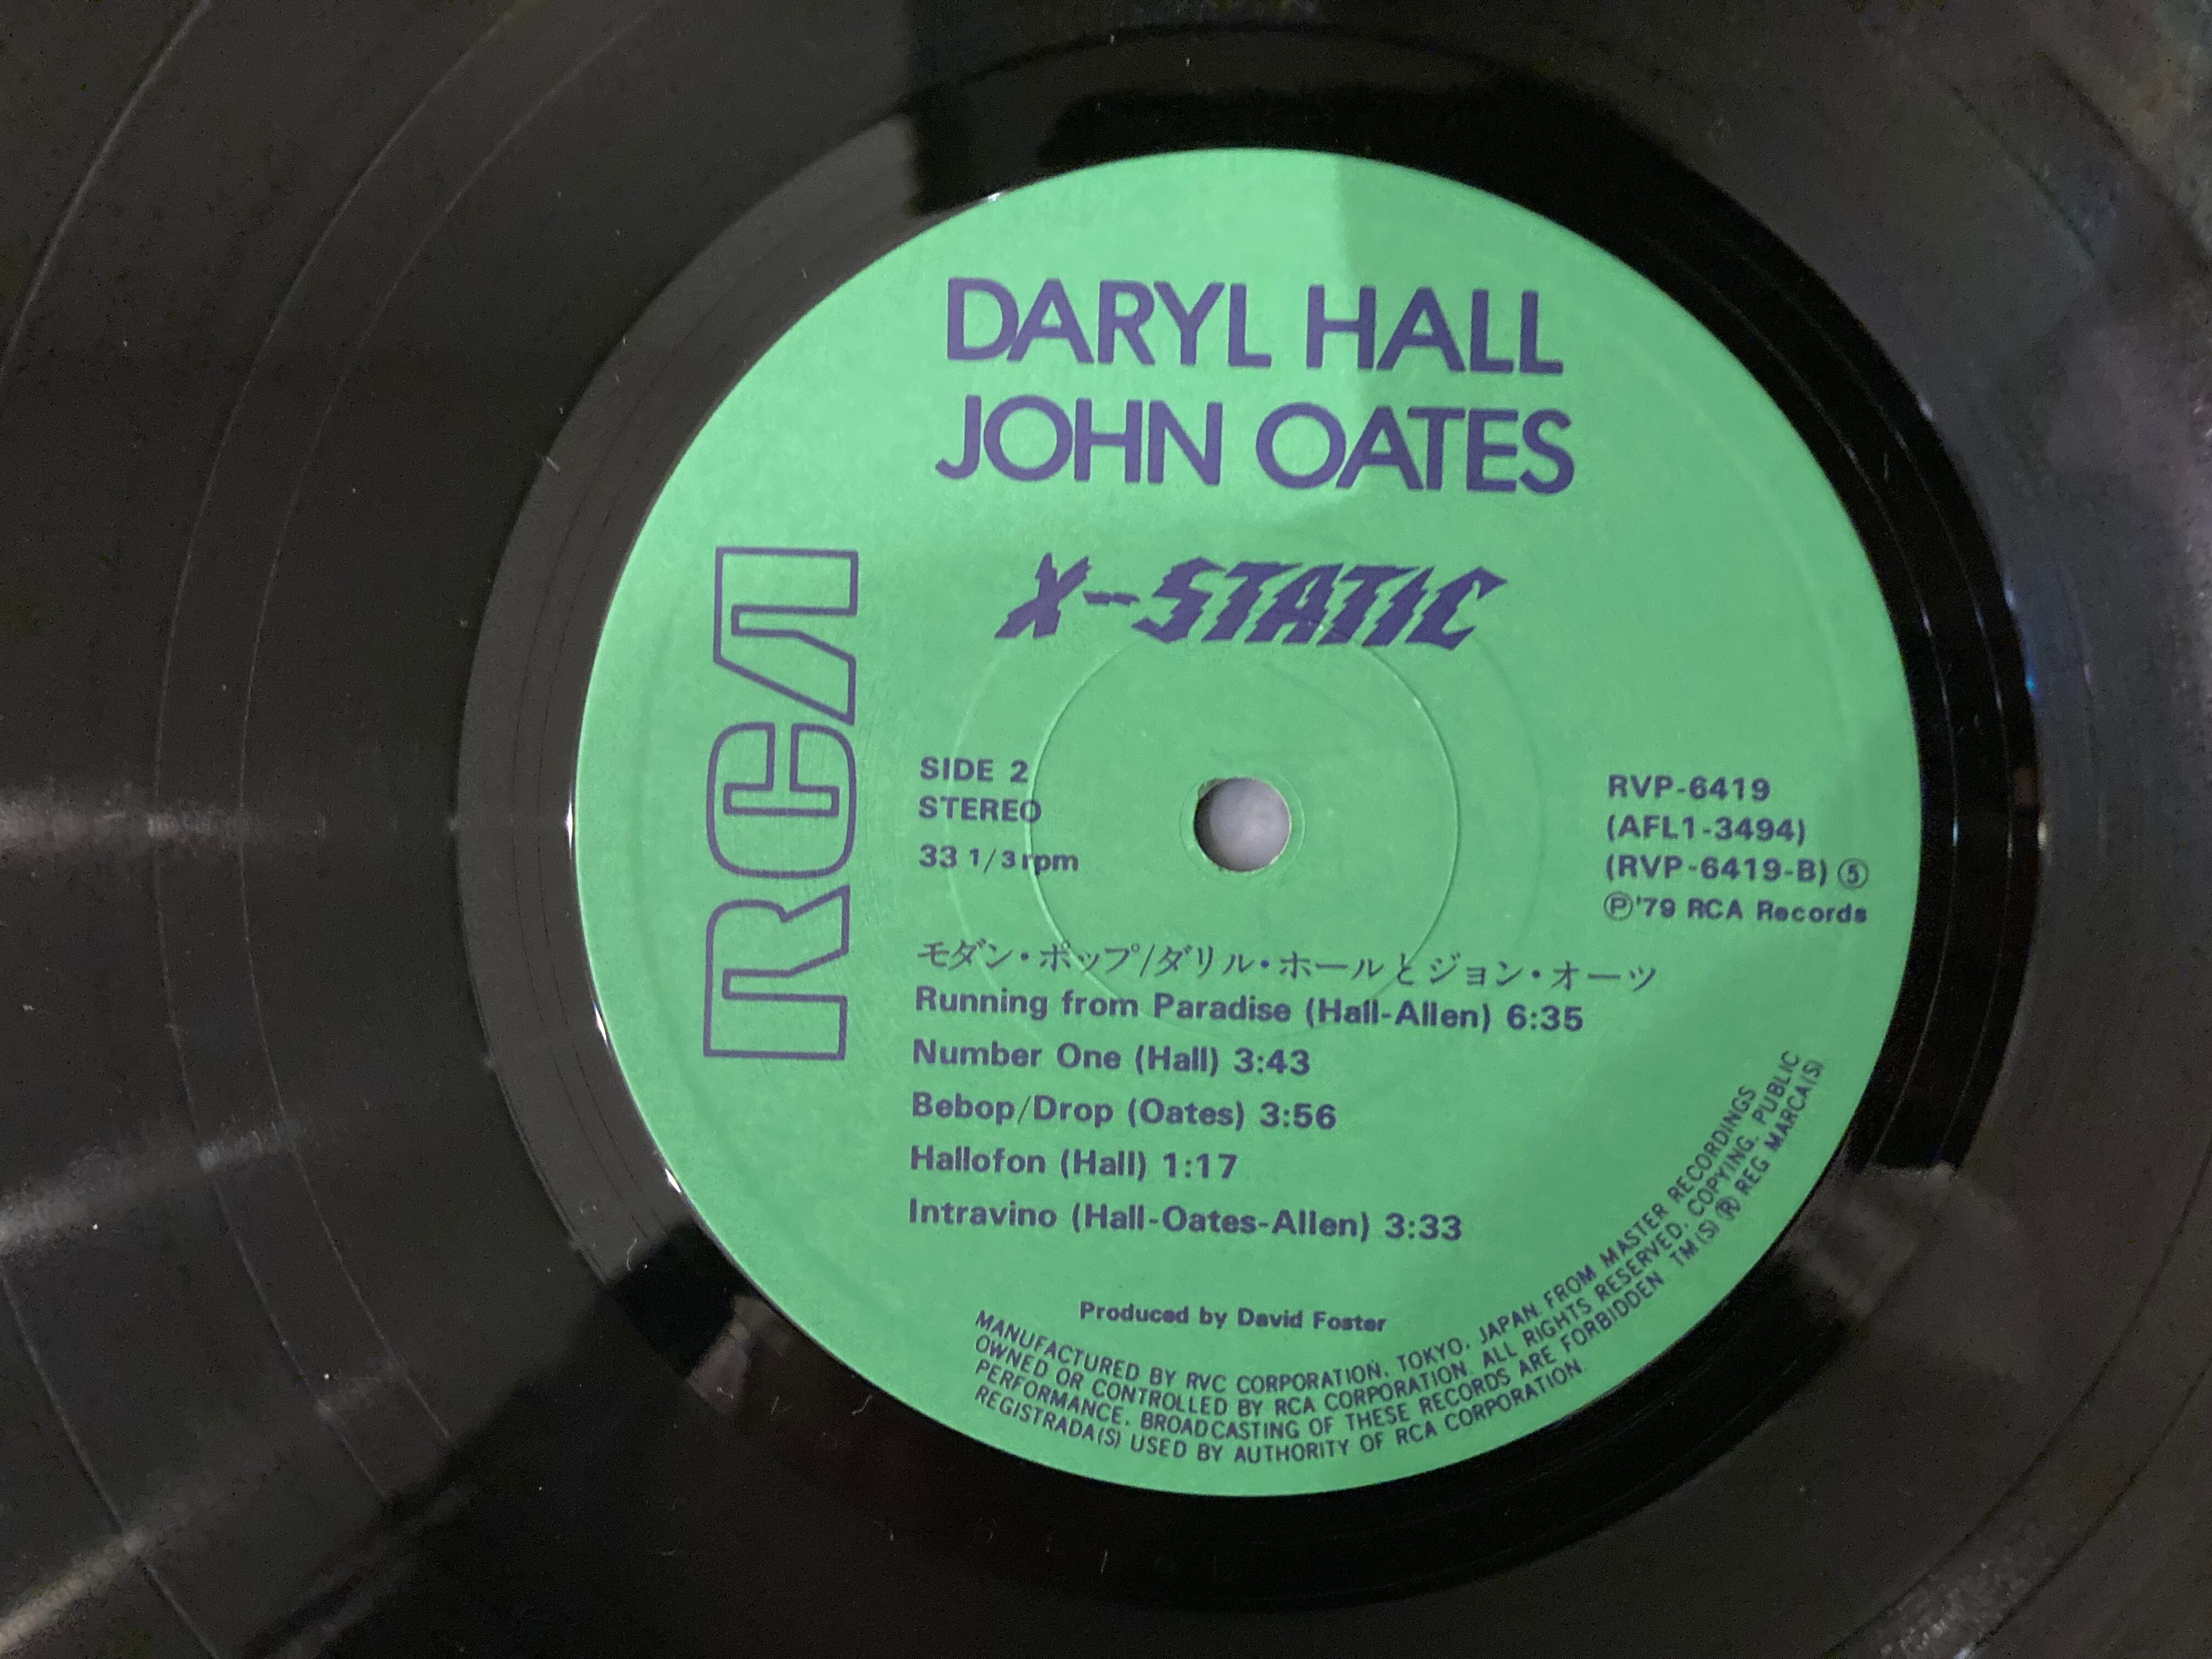 DARYL HALL
JOHN OATES
X-STATIC
RCA
SIDE 2
STEREO
33 1/3 rpm
RVP-6419
(AFL1-3494)
(RVP-6419-B) ⑤
Ⓟ'79 RCA Records
モダン・ポップ/ダリル・ホールとジョン・オーツ
Running from Paradise (Hall-Allen) 6:35
Number One (Hall) 3:43
Bebop/Drop (Oates) 3:56
Hallofon (Hall) 1:17
Intravino (Hall-Oates-Allen) 3:33
Produced by David Foster
MANUFACTURED BY RVC CORPORATION, TOKYO, JAPAN. FROM MASTER RECORDINGS
OWNED OR CONTROLLED BY RCA CORPORATION. ALL RIGHTS RESERVED. COPYING, PUBLIC
PERFORMANCE, BROADCASTING OF THESE RECORDS ARE FORBIDDEN. TM(S) ® REG MARCA(S)
REGISTRADA(S) USED BY AUTHORITY OF RCA CORPORATION.